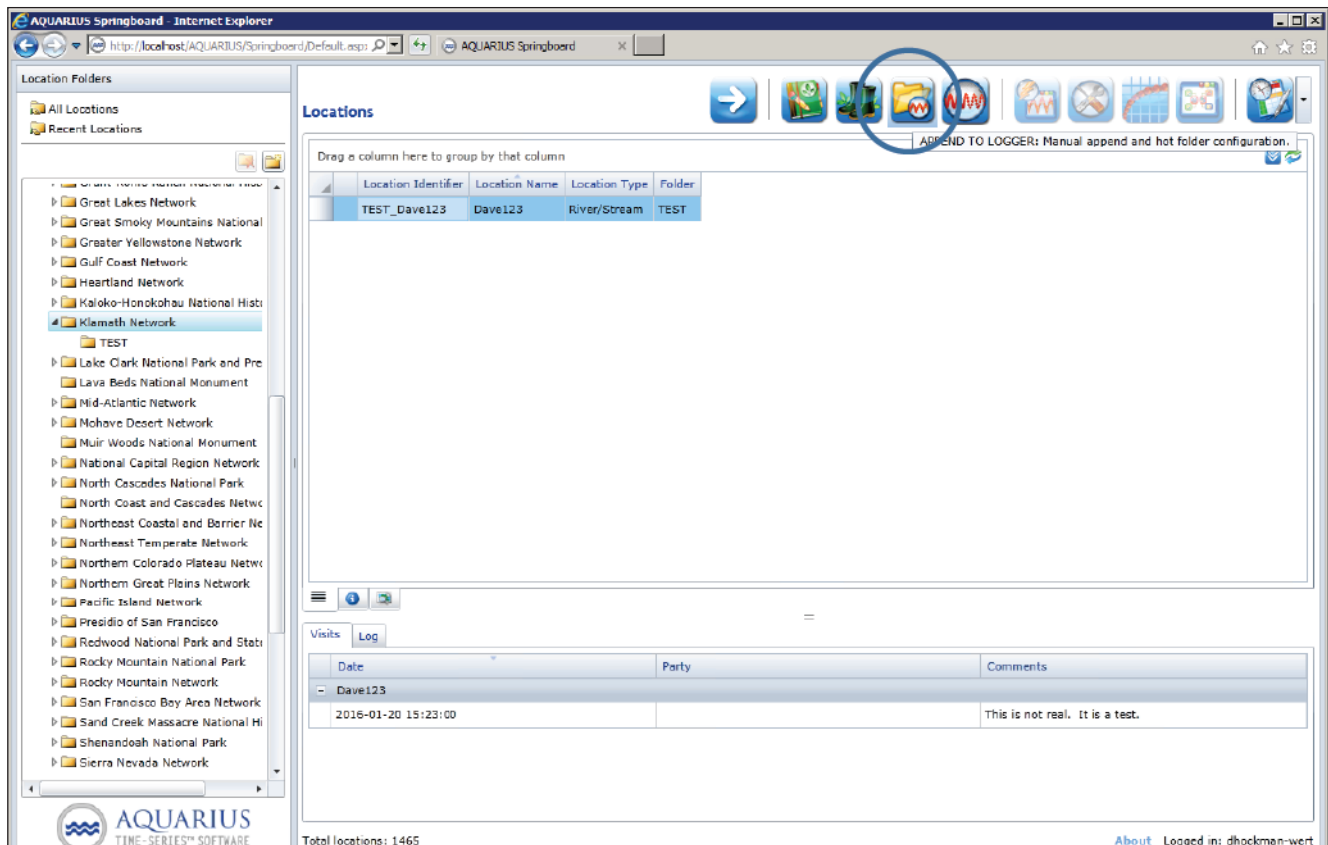 AQUARIUS Springboard - Internet Explorer
http://localhost/AQUARIUS/Springboard/Default.asp:
AQUARIUS Springboard
Location Folders
All Locations
Recent Locations
Great Lakes Network
Great Smoky Mountains National
Greater Yellowstone Network
Gulf Coast Network
Heartland Network
Kaloko-Honokohau National Histo
Klamath Network
TEST
Lake Clark National Park and Pre
Lava Beds National Monument
Mid-Atlantic Network
Mohave Desert Network
Muir Woods National Monument
National Capital Region Network
North Cascades National Park
North Coast and Cascades Netwo
Northeast Coastal and Barrier Ne
Northeast Temperate Network
Northern Colorado Plateau Netwo
Northern Great Plains Network
Pacific Island Network
Presidio of San Francisco
Redwood National Park and State
Rocky Mountain National Park
Rocky Mountain Network
San Francisco Bay Area Network
Sand Creek Massacre National Hi
Shenandoah National Park
Sierra Nevada Network
AQUARIUS
TIME-SERIES™ SOFTWARE
Locations
APPEND TO LOGGER: Manual append and hot folder configuration.
Drag a column here to group by that column
Location Identifier Location Name Location Type Folder
TEST_Dave123 Dave123 River/Stream TEST
Visits Log
Date Party Comments
Dave123
2016-01-20 15:23:00 This is not real. It is a test.
Total locations: 1465
About Logged in: dhockman-wert